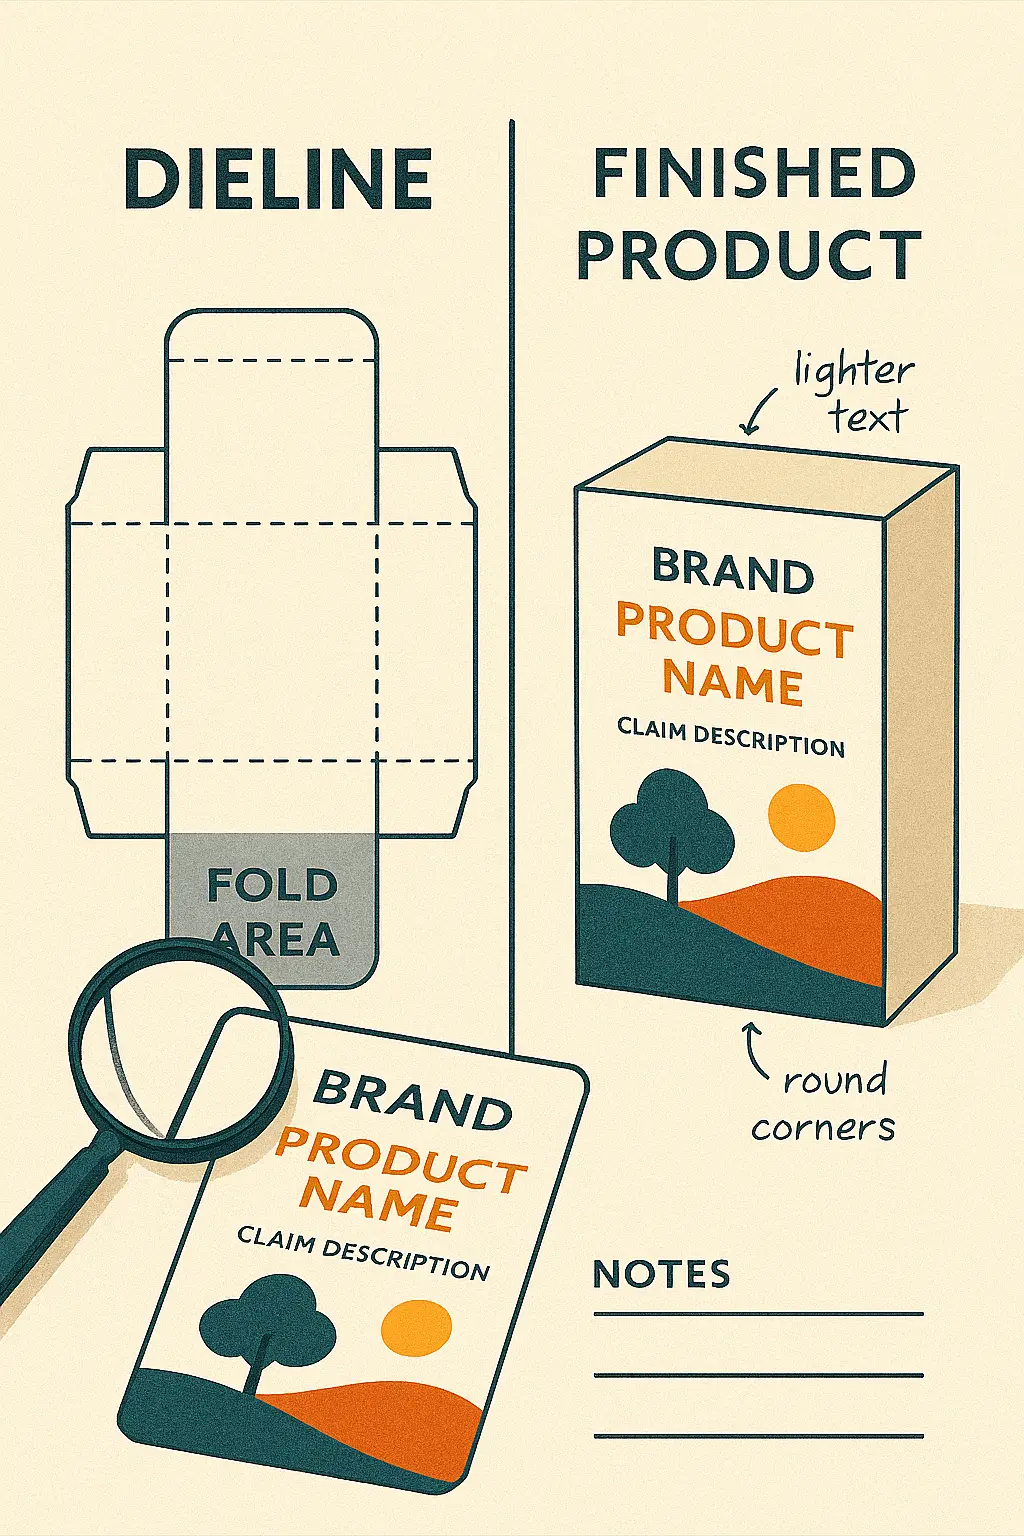 DIELINE
FOLD
AREA
FINISHED
PRODUCT
lighter
text
BRAND
PRODUCT
NAME
CLAIM DESCRIPTION
round
corners
BRAND
PRODUCT
NAME
CLAIM DESCRIPTION
NOTES